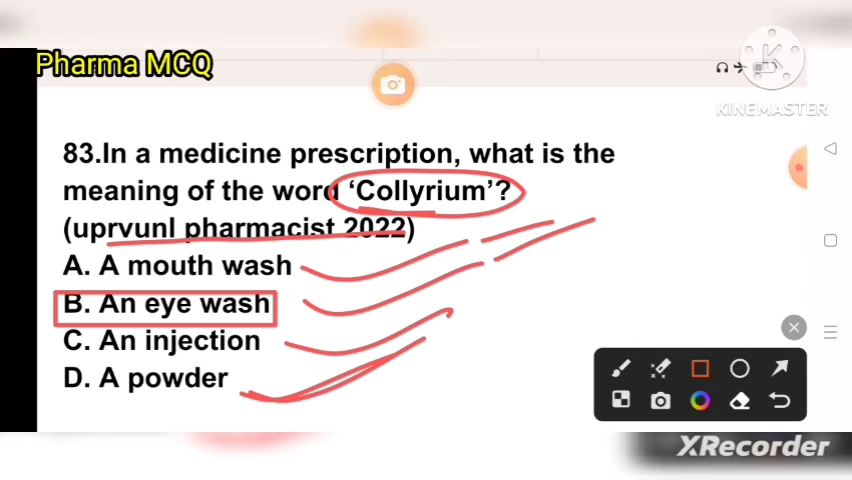 Pharma MCQ
KINEMASTER
83.In a medicine prescription, what is the
meaning of the word ‘Collyrium’?
(uprvunl pharmacist 2022)
A. A mouth wash
B. An eye wash
C. An injection
D. A powder
XRecorder